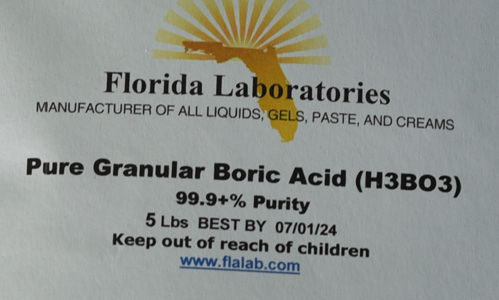 Florida Laboratories
MANUFACTURER OF ALL LIQUIDS, GELS, PASTE, AND CREAMS
Pure Granular Boric Acid (H3BO3)
99.9+% Purity
5 Lbs BEST BY 07/01/24
Keep out of reach of children
www.flalab.com